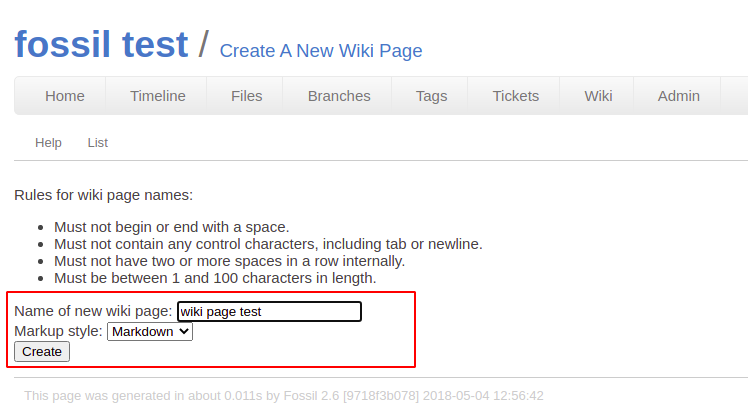 fossil test / Create A New Wiki Page
Home Timeline Files Branches Tags Tickets Wiki Admin
Help List
Rules for wiki page names:
Must not begin or end with a space.
Must not contain any control characters, including tab or newline.
Must not have two or more spaces in a row internally.
Must be between 1 and 100 characters in length.
Name of new wiki page: wiki page test
Markup style: Markdown
Create
This page was generated in about 0.011s by Fossil 2.6 [9718f3b078] 2018-05-04 12:56:42